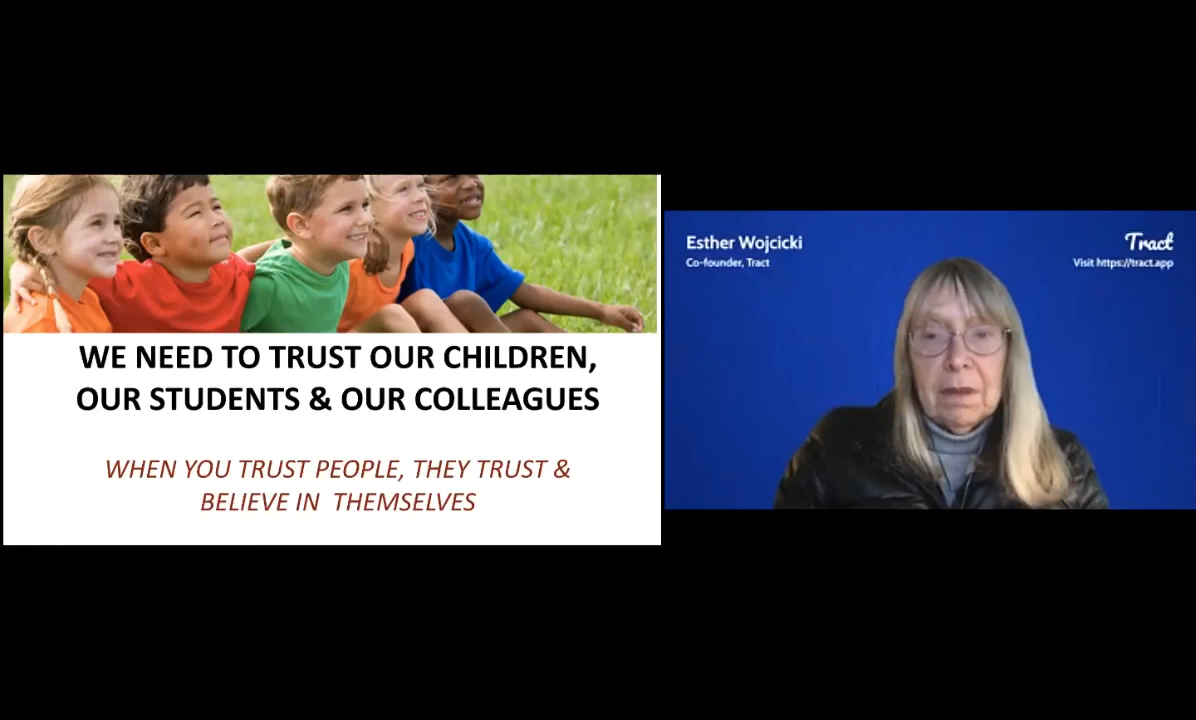 WE NEED TO TRUST OUR CHILDREN,
OUR STUDENTS & OUR COLLEAGUES
WHEN YOU TRUST PEOPLE, THEY TRUST &
BELIEVE IN THEMSELVES
Esther Wojcicki
Co-founder, Tract
Tract
Visit https://tract.app